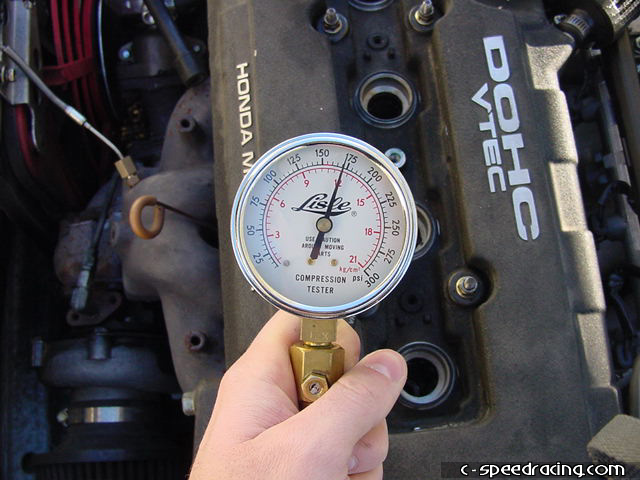 HONDA M
DOHC
VTEC
25 50 75 100 125 150 175 200 225 250 275 300
3 6 9 12 15 18 21
Lisle
USE CAUTION
AROUND MOVING
PARTS
kg/cm²
COMPRESSION psi
TESTER
c-speedracing.com